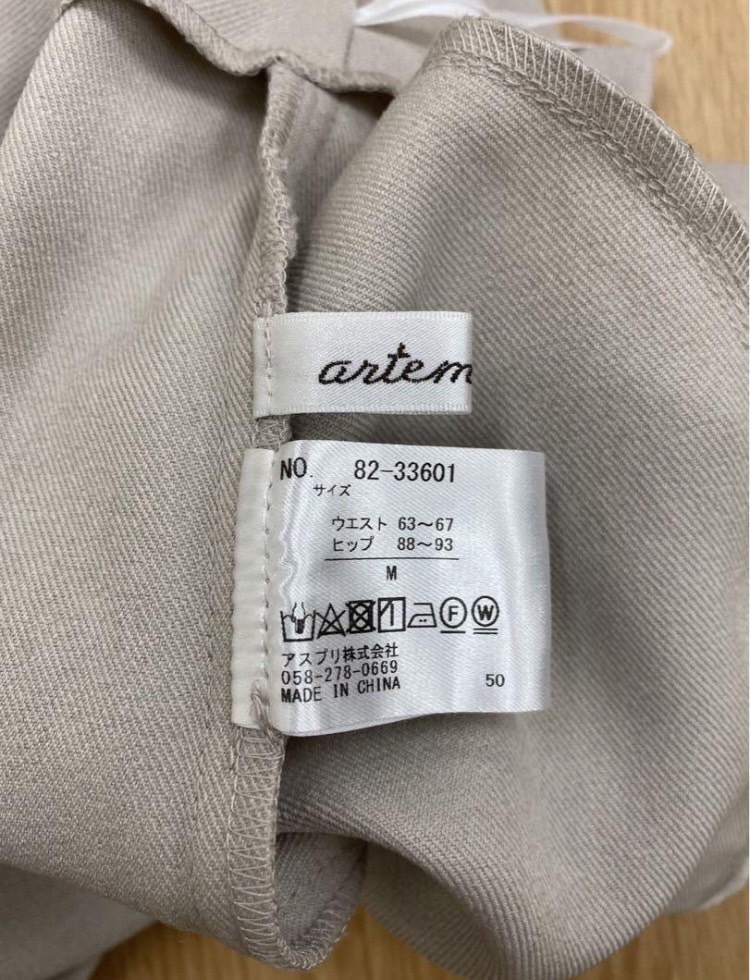 artem
NO. 82-33601
サイズ
ウエスト 63～67
ヒップ 88～93
M
F W
アスプリ株式会社
058-278-0669
MADE IN CHINA 50